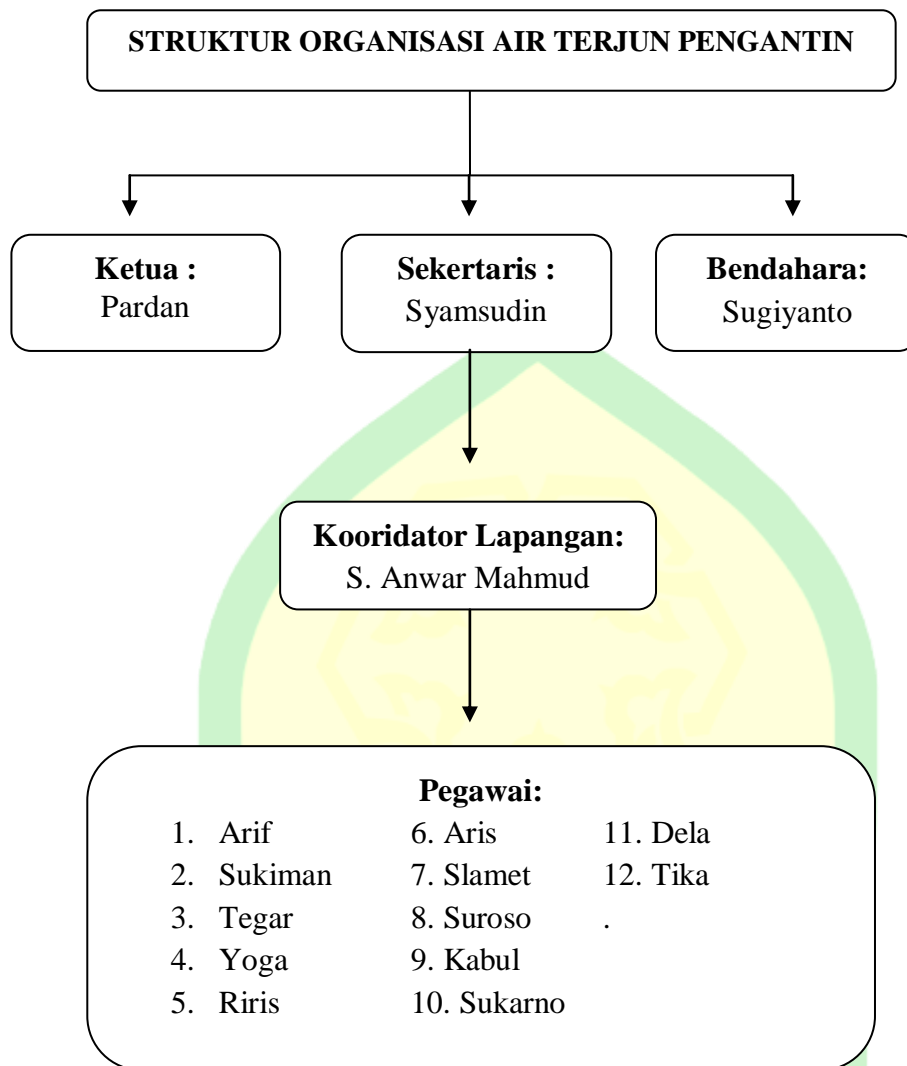 STRUKTUR ORGANISASI AIR TERJUN PENGANTIN
Ketua :
Pardan
Sekertaris :
Syamsudin
Bendahara:
Sugiyanto
Kooridator Lapangan:
S. Anwar Mahmud
Pegawai:
1. Arif
2. Sukiman
3. Tegar
4. Yoga
5. Riris
6. Aris
7. Slamet
8. Suroso
9. Kabul
10. Sukarno
11. Dela
12. Tika
.